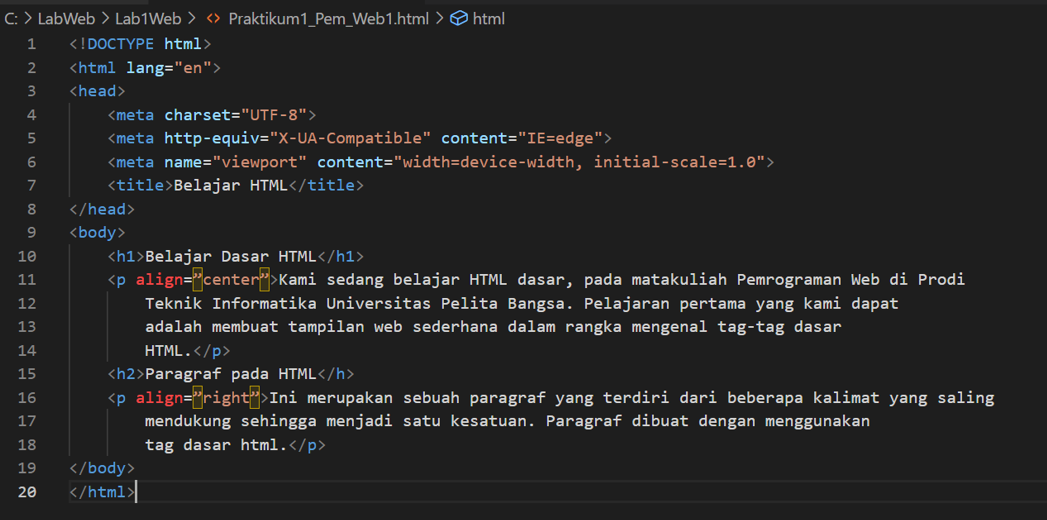 C: > LabWeb > Lab1Web > <> Praktikum1_Pem_Web1.html > html
1 <!DOCTYPE html>
2 <html lang="en">
3 <head>
4     <meta charset="UTF-8">
5     <meta http-equiv="X-UA-Compatible" content="IE=edge">
6     <meta name="viewport" content="width=device-width, initial-scale=1.0">
7     <title>Belajar HTML</title>
8 </head>
9 <body>
10     <h1>Belajar Dasar HTML</h1>
11     <p align=”center”>Kami sedang belajar HTML dasar, pada matakuliah Pemrograman Web di Prodi
12         Teknik Informatika Universitas Pelita Bangsa. Pelajaran pertama yang kami dapat
13         adalah membuat tampilan web sederhana dalam rangka mengenal tag-tag dasar
14         HTML.</p>
15     <h2>Paragraf pada HTML</h>
16     <p align=”right”>Ini merupakan sebuah paragraf yang terdiri dari beberapa kalimat yang saling
17         mendukung sehingga menjadi satu kesatuan. Paragraf dibuat dengan menggunakan
18         tag dasar html.</p>
19 </body>
20 </html>